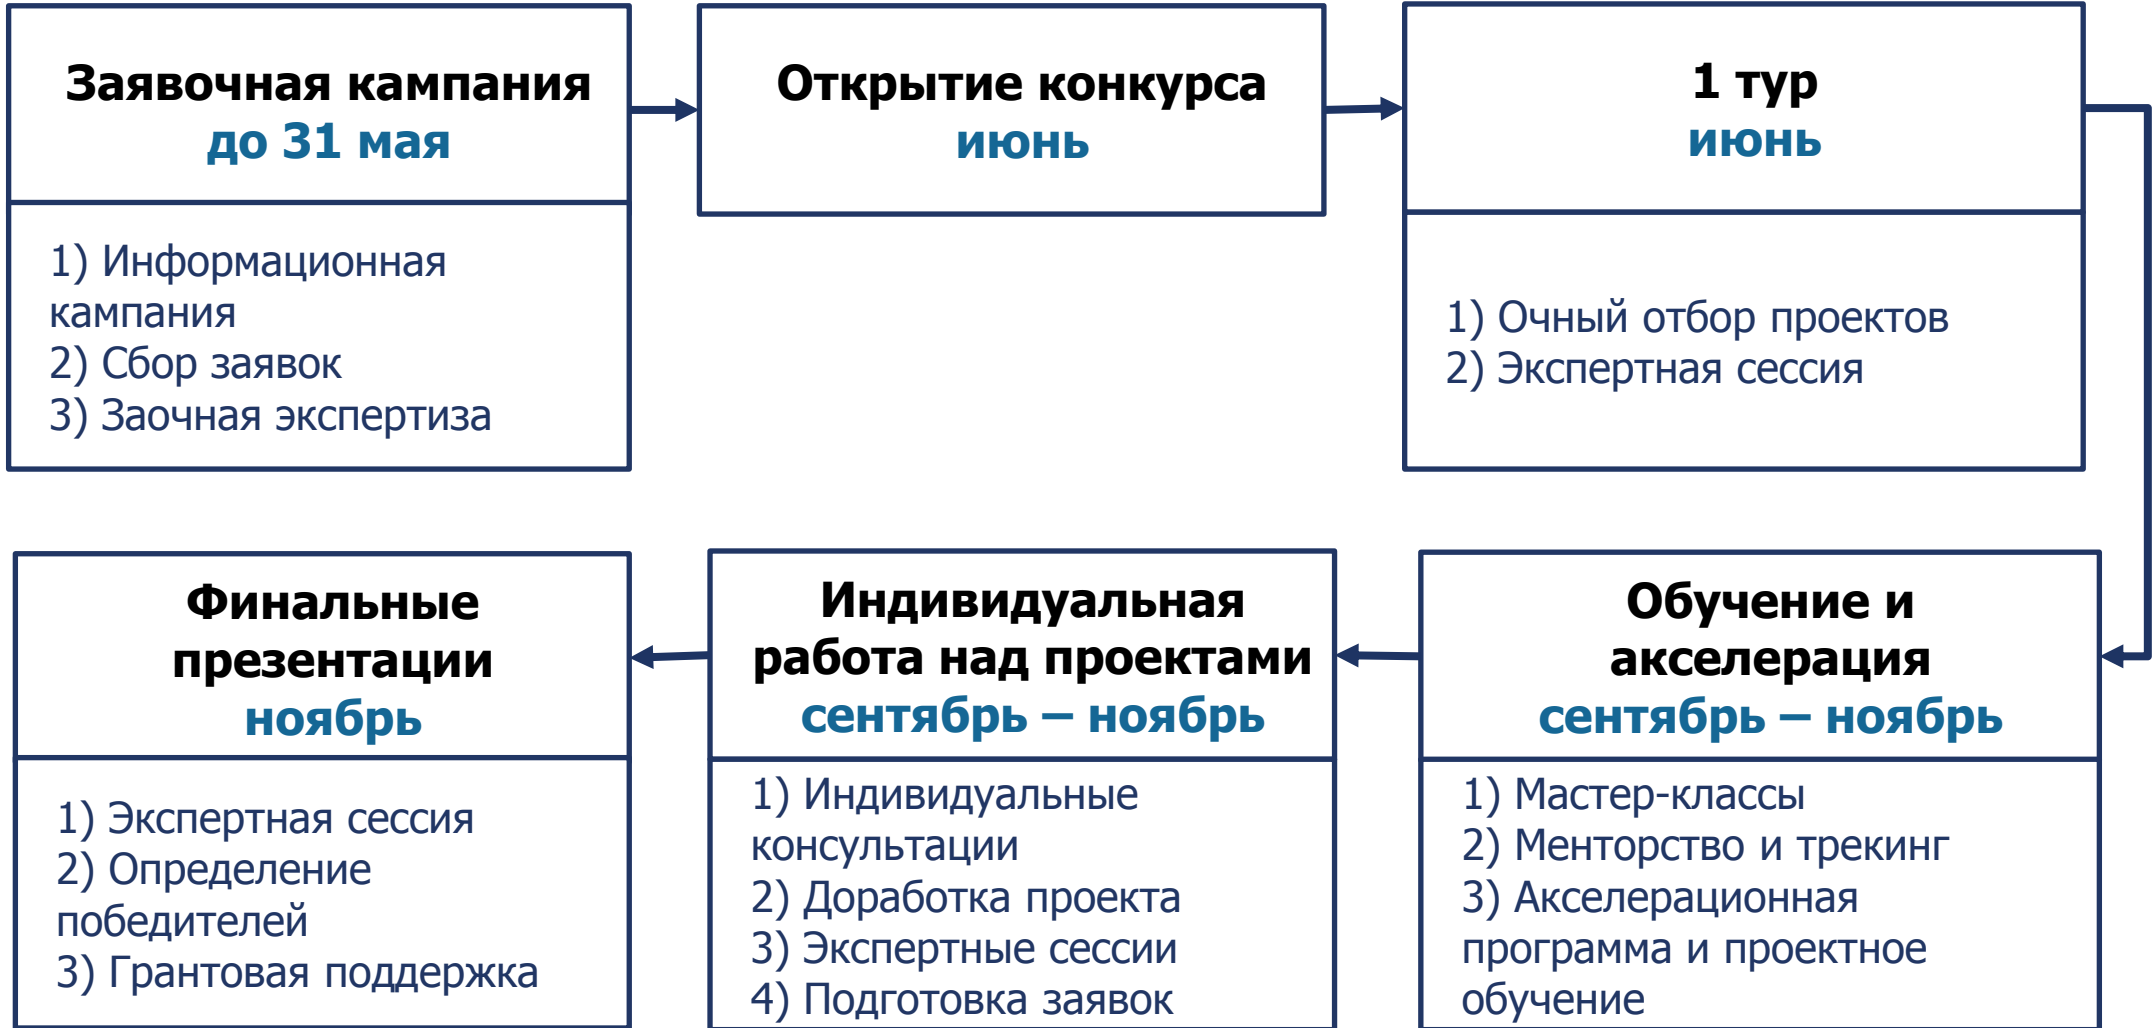 Заявочная кампания
до 31 мая
1) Информационная
кампания
2) Сбор заявок
3) Заочная экспертиза
Открытие конкурса
июнь
1 тур
июнь
1) Очный отбор проектов
2) Экспертная сессия
Обучение и
акселерация
сентябрь – ноябрь
1) Мастер-классы
2) Менторство и трекинг
3) Акселерационная
программа и проектное
обучение
Индивидуальная
работа над проектами
сентябрь – ноябрь
1) Индивидуальные
консультации
2) Доработка проекта
3) Экспертные сессии
4) Подготовка заявок
Финальные
презентации
ноябрь
1) Экспертная сессия
2) Определение
победителей
3) Грантовая поддержка